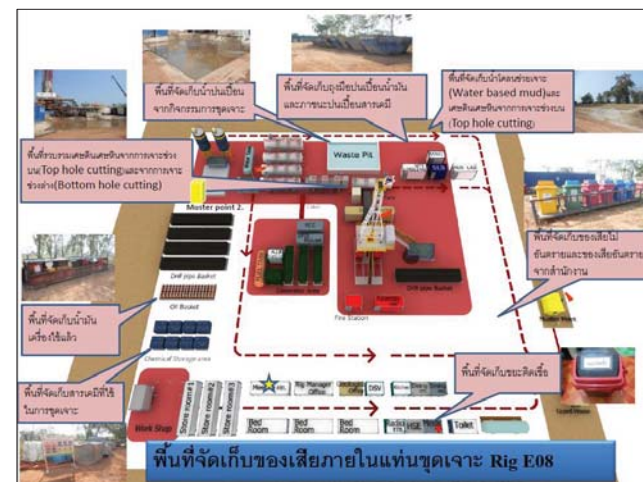 พื้นที่จัดเก็บน้ำปนเปื้อน
จากกิจกรรมการขุดเจาะ
พื้นที่จัดเก็บถุงมือปนเปื้อนน้ำมัน
และภาชนะปนเปื้อนสารเคมี
พื้นที่จัดเก็บน้ำโคลนช่วยเจาะ
(Water based mud)และ
เศษดินเศษหินจากการเจาะช่วงบน
(Top hole cutting)
พื้นที่รวบรวมเศษดินเศษหินจากการเจาะช่วง
บน(Top hole cutting)และจากการเจาะ
ช่วงล่าง(Bottom hole cutting)
Waste Pit
Muster point 2.
Drill pipe Basket
Oil Basket
Chemical Storage area
VCC
Generator Area
Fire Station
Drill pipe Basket
พื้นที่จัดเก็บของเสียไม่
อันตรายและของเสียอันตราย
จากสำนักงาน
พื้นที่จัดเก็บน้ำมัน
เครื่องใช้แล้ว
พื้นที่จัดเก็บสารเคมีที่ใช้
ในการขุดเจาะ
พื้นที่จัดเก็บขยะติดเชื้อ
Work Shop
Store room#1
Store room#2
Store room#3
Rig Manager
Office
DSV
Kitchen
Bed
Room
Bed
Room
Bed
Room
Radio
HSE
Medic
Toilet
พื้นที่จัดเก็บของเสียภายในแท่นขุดเจาะ Rig E08